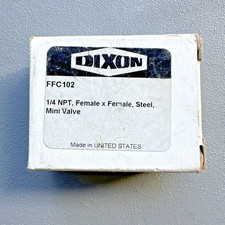 DIXON
FFC102
1/4 NPT, Female x Female, Steel,
Mini Valve
Made in UNITED STATES